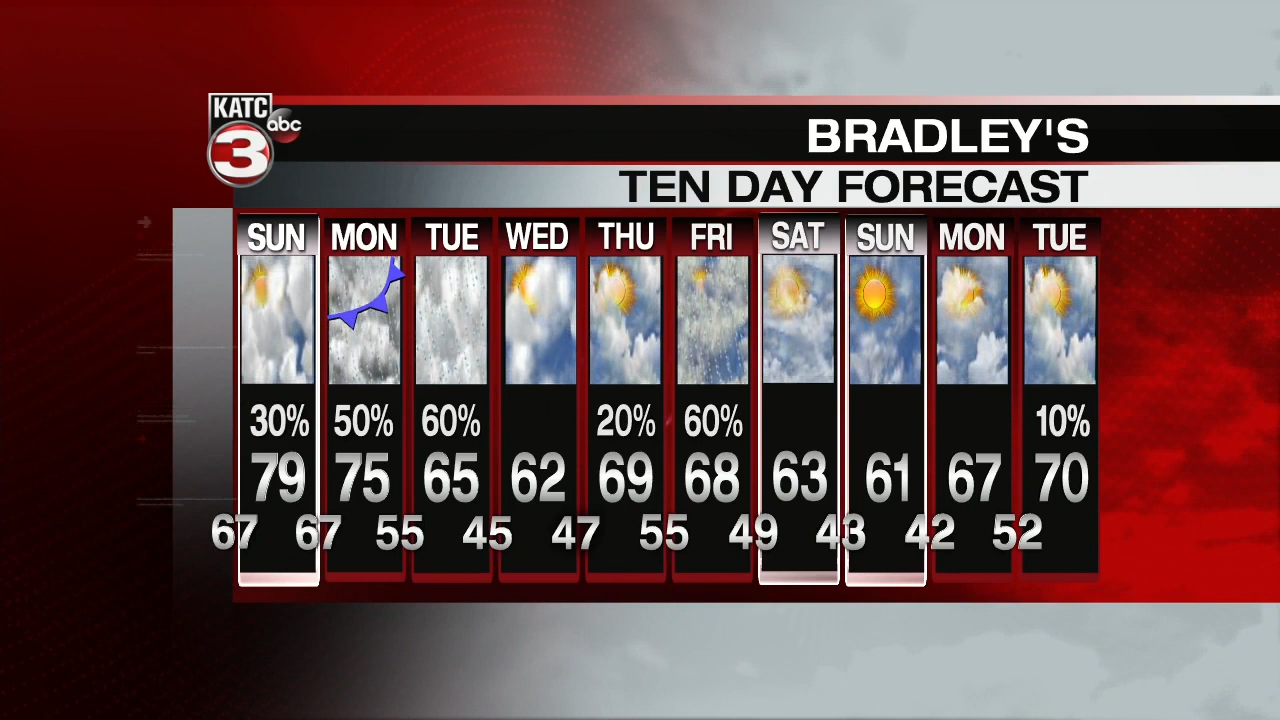 KATC
abc
3
BRADLEY'S
TEN DAY FORECAST
SUN MON TUE WED THU FRI SAT SUN MON TUE
30% 50% 60% 20% 60% 10%
79 75 65 62 69 68 63 61 67 70
67 67 55 45 47 55 49 43 42 52